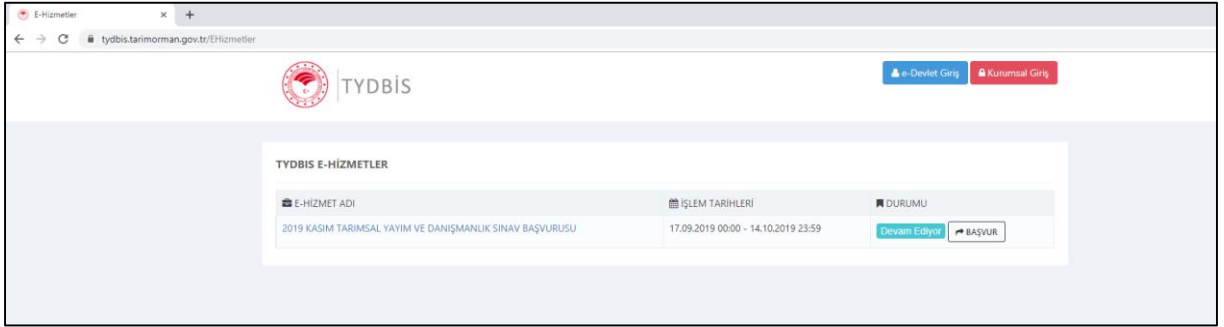 E-Hizmetler
tydbis.tarimorman.gov.tr/EHizmetler
TYDBİS
e-Devlet Giriş
Kurumsal Giriş
TYDBIS E-HİZMETLER
E-HİZMET ADI
İŞLEM TARİHLERİ
DURUMU
2019 KASIM TARIMSAL YAYIM VE DANIŞMANLIK SINAV BAŞVURUSU
17.09.2019 00:00 - 14.10.2019 23:59
Devam Ediyor
BAŞVUR